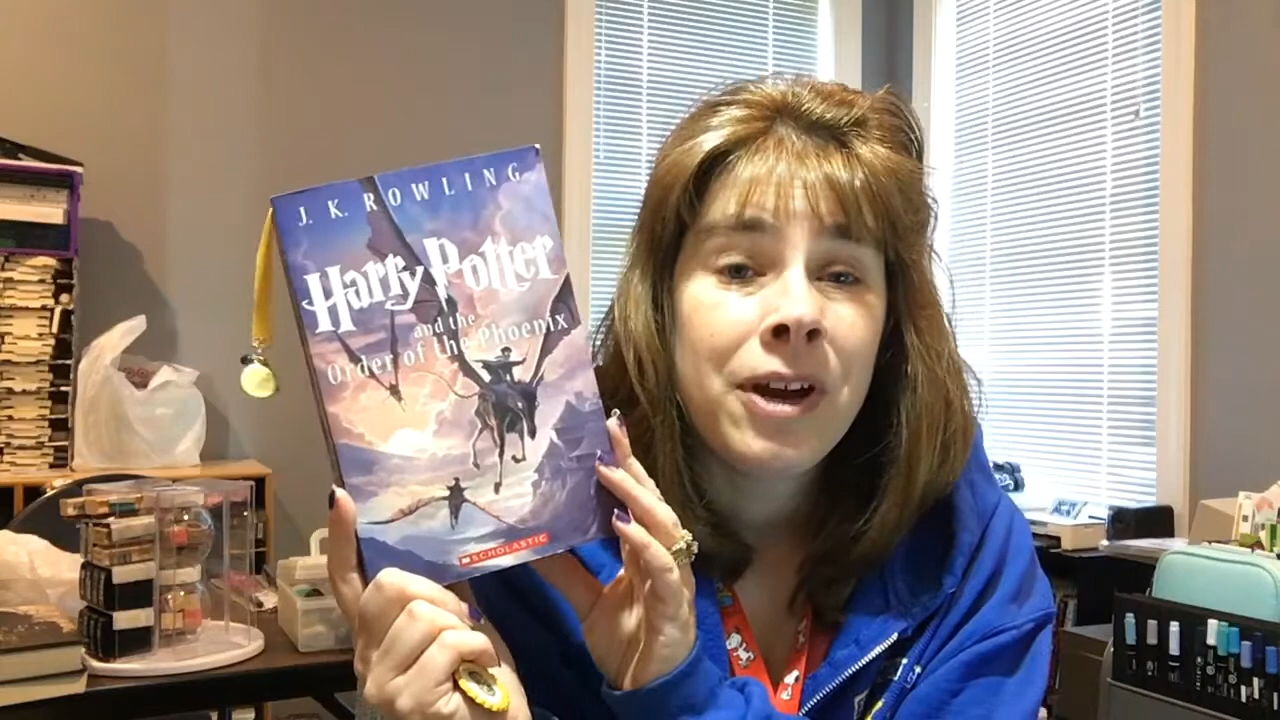 J. K. ROWLING
Harry Potter
and the
Order of the Phoenix
SCHOLASTIC